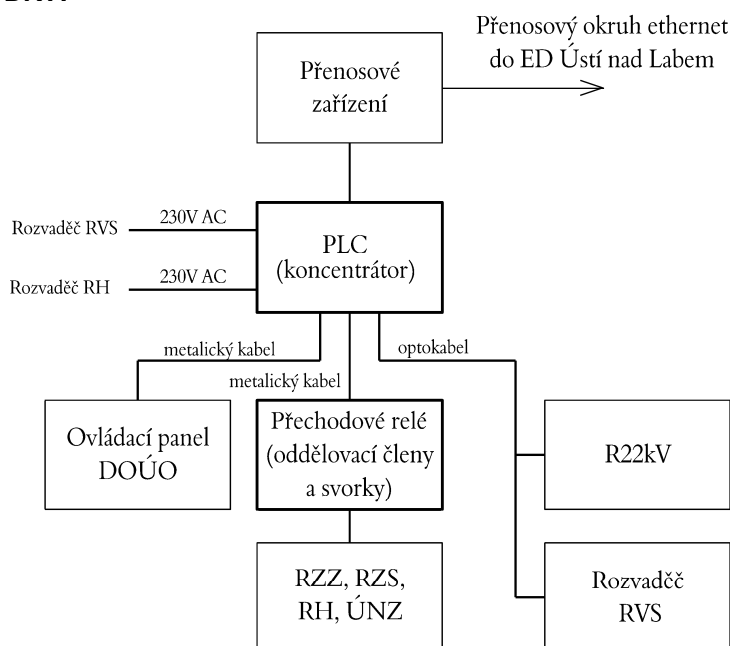 Přenosový okruh ethernet
do ED Ústí nad Labem
Přenosové
zařízení
Rozvaděč RVS
230V AC
PLC
(koncentrátor)
Rozvaděč RH
230V AC
metalický kabel
optokabel
metalický kabel
Ovládací panel
DOÚO
Přechodové relé
(oddělovací členy
a svorky)
R22kV
RZZ, RZS,
RH, ÚNZ
Rozvadčč
RVS